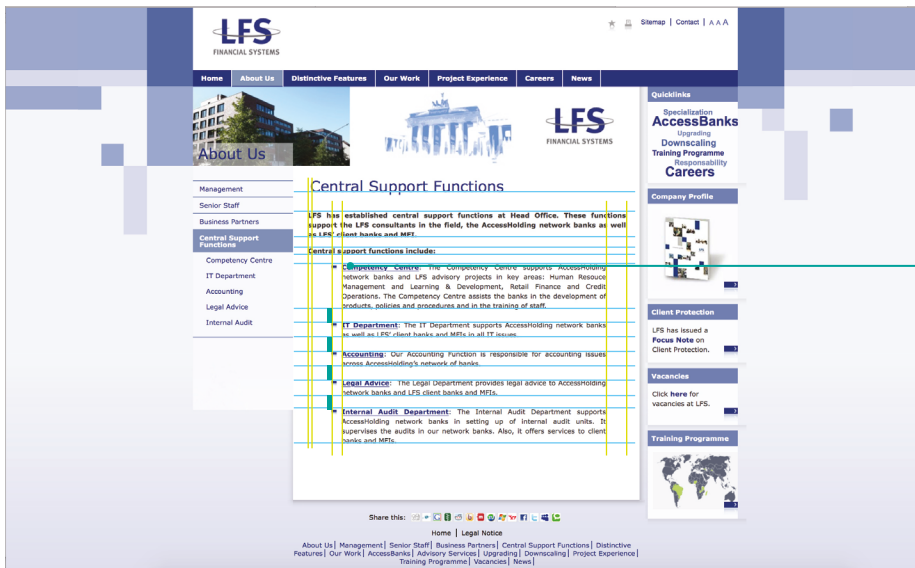 LFS
FINANCIAL SYSTEMS
Sitemap | Contact | A A A
Home About Us Distinctive Features Our Work Project Experience Careers News
About Us
LFS
FINANCIAL SYSTEMS
Management
Senior Staff
Business Partners
Central Support
Functions
Competency Centre
IT Department
Accounting
Legal Advice
Internal Audit
Central Support Functions
LFS has established central support functions at Head Office. These functions
support the LFS consultants in the field, the AccessHolding network banks as well
as LFS' client banks and MFI.
Central support functions include:
Competency Centre: The Competency Centre supports AccessHolding
network banks and LFS advisory projects in key areas: Human Resouce
Management and Learning & Development, Retail Finance and Credit
Operations. The Competency Centre assists the banks in the development of
products, policies and procedures and in the training of staff.
IT Department: The IT Department supports AccessHolding network banks
as well as LFS' client banks and MFIs in all IT issues.
Accounting: Our Accounting Function is responsible for accounting issues
across AccessHolding's network of banks.
Legal Advice: The Legal Department provides legal advice to AccessHolding
network banks and LFS client banks and MFIs.
Internal Audit Department: The Internal Audit Department supports
AccessHolding network banks in setting up of internal audit units. It
supervises the audits in our network banks. Also, it offers services to client
banks and MFIs.
Quicklinks
Specialization
AccessBanks
Upgrading
Downscaling
Training Programme
Responsability
Careers
Company Profile
Client Protection
LFS has issued a
Focus Note on
Client Protection.
Vacancies
Click here for
vacancies at LFS.
Training Programme
Share this:
Home | Legal Notice
About Us| Management| Senior Staff| Business Partners| Central Support Functions| Distinctive
Features| Our Work| AccessBanks| Advisory Services| Upgrading| Downscaling| Project Experience|
Training Programme| Vacancies| News|